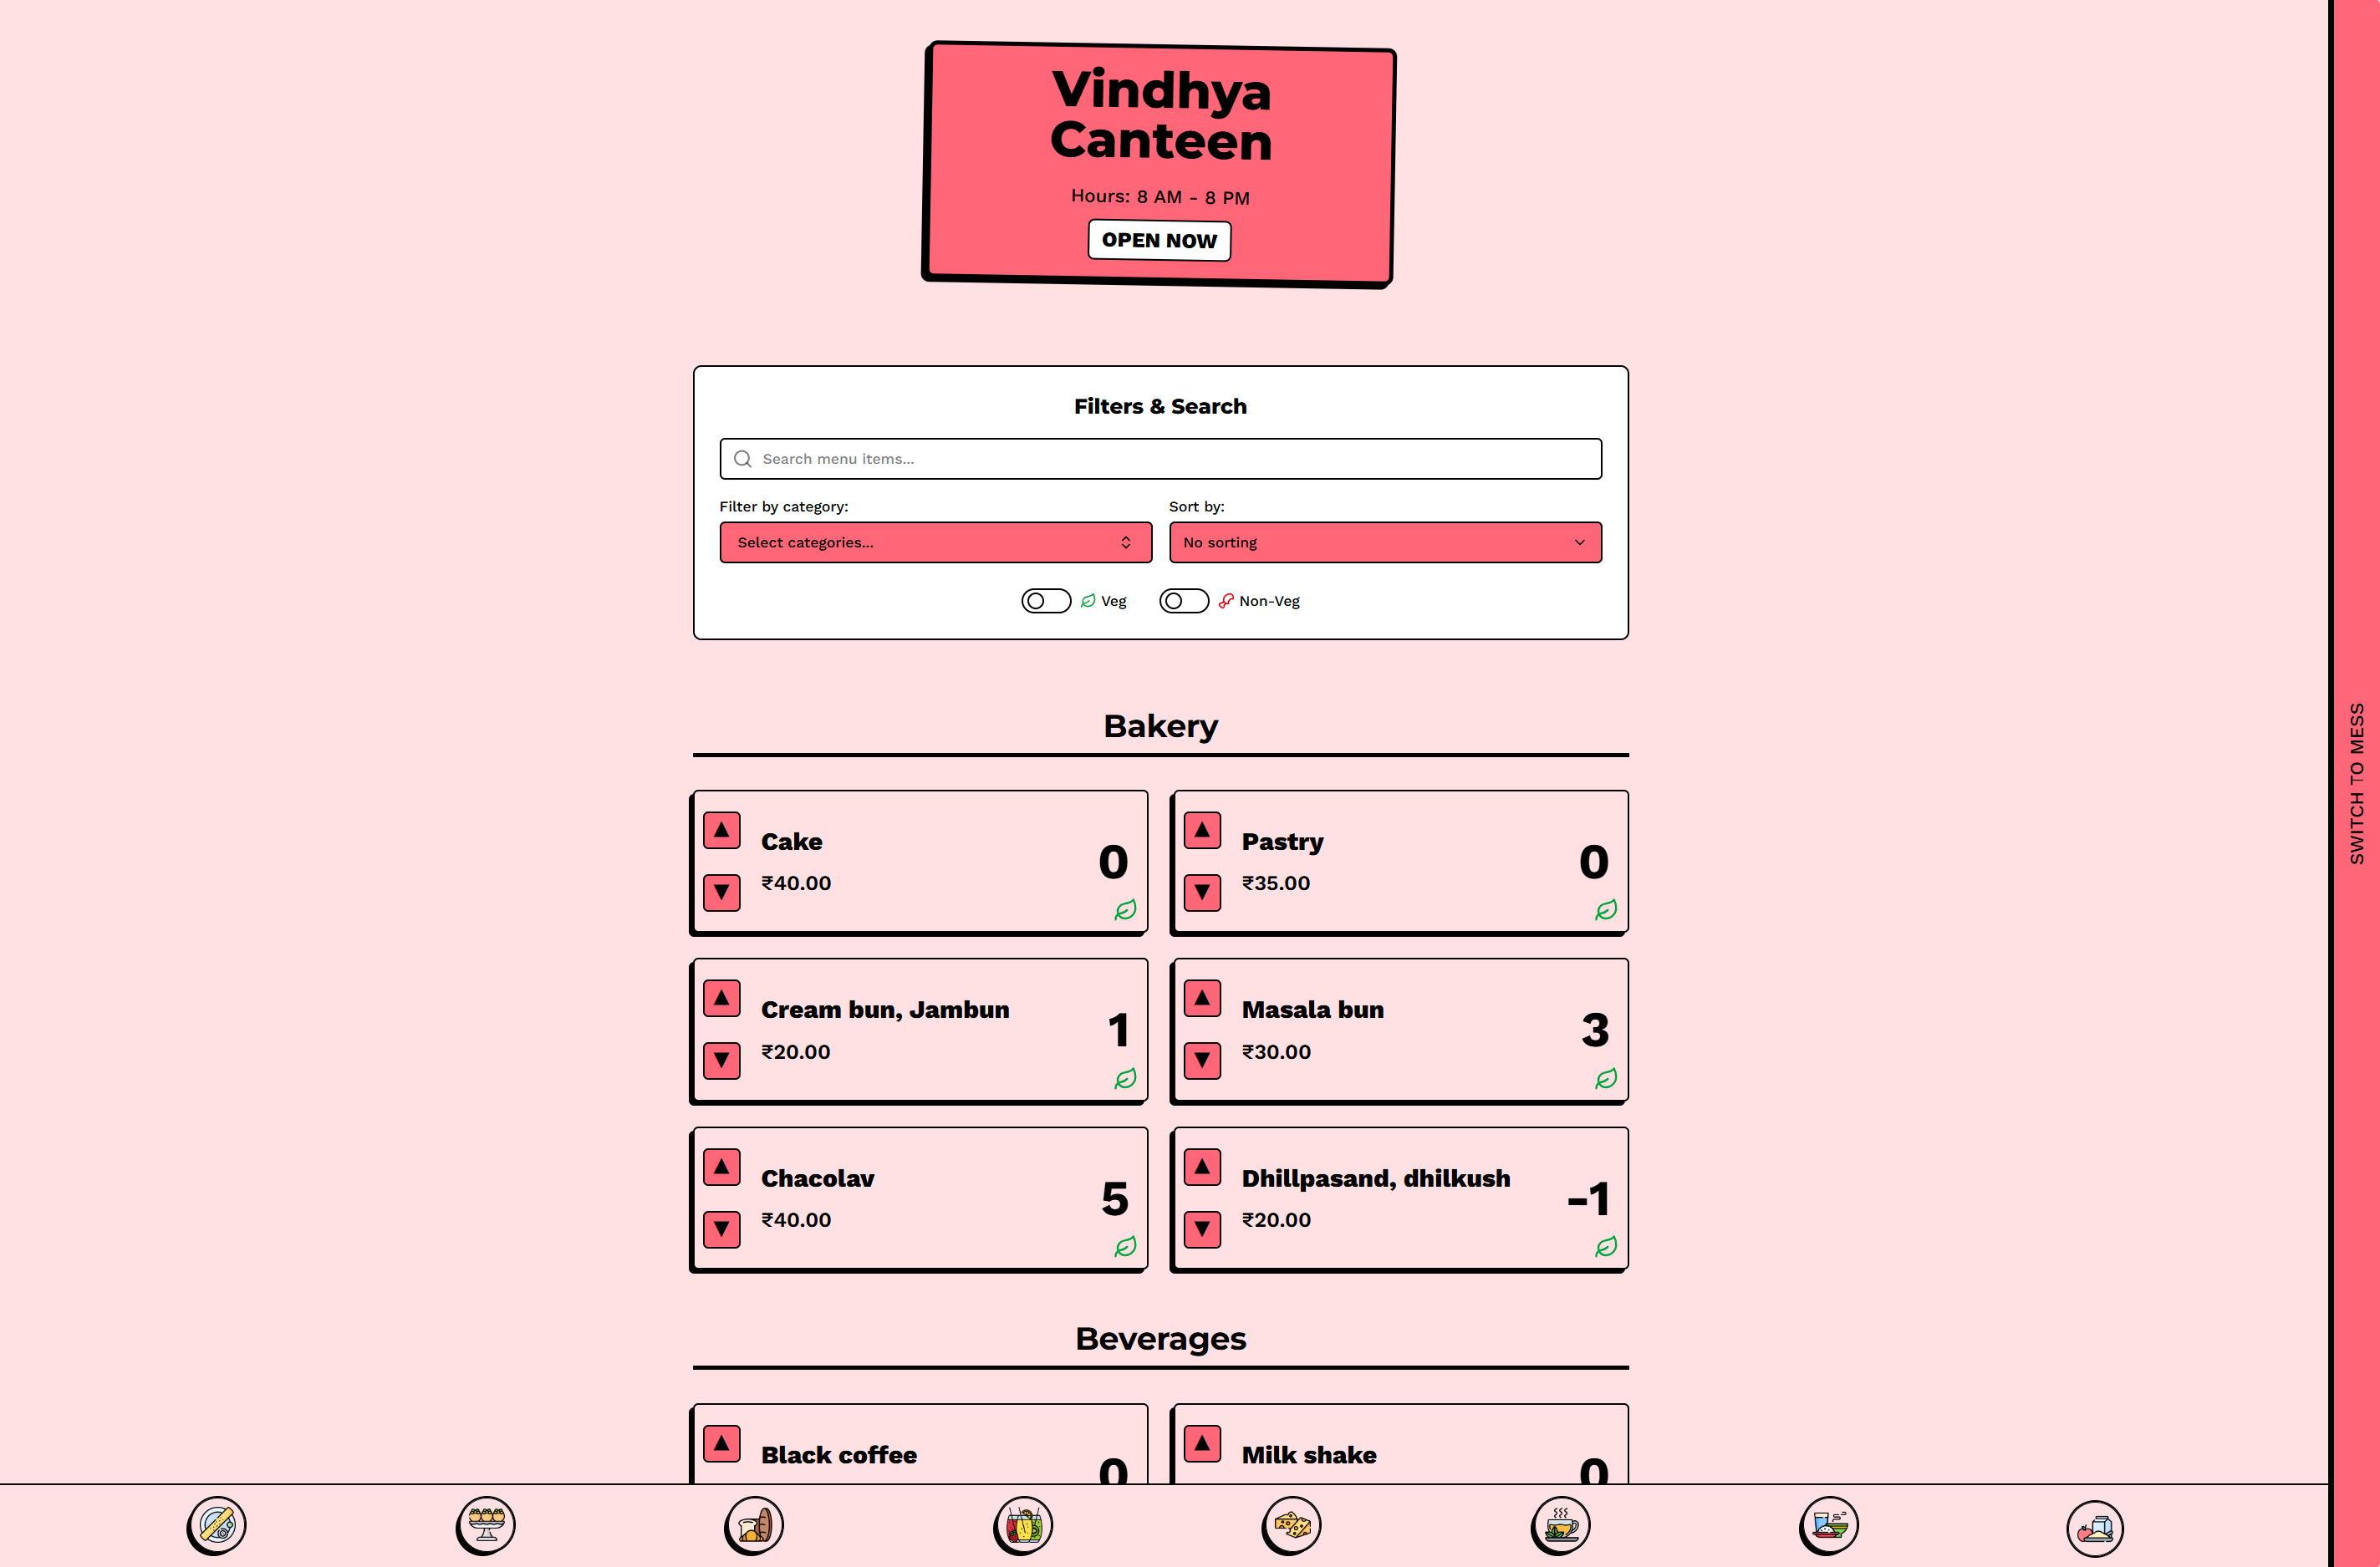 Vindhya
Canteen
Hours: 8 AM - 8 PM
OPEN NOW
Filters & Search
Search menu items...
Filter by category:
Sort by:
Select categories...
No sorting
Veg
Non-Veg
SWITCH TO MESS
Bakery
Cake
0
₹40.00
Pastry
0
₹35.00
Cream bun, Jambun
1
₹20.00
Masala bun
3
₹30.00
Chacolav
5
₹40.00
Dhillpasand, dhilkush
-1
₹20.00
Beverages
Black coffee
0
Milk shake
0